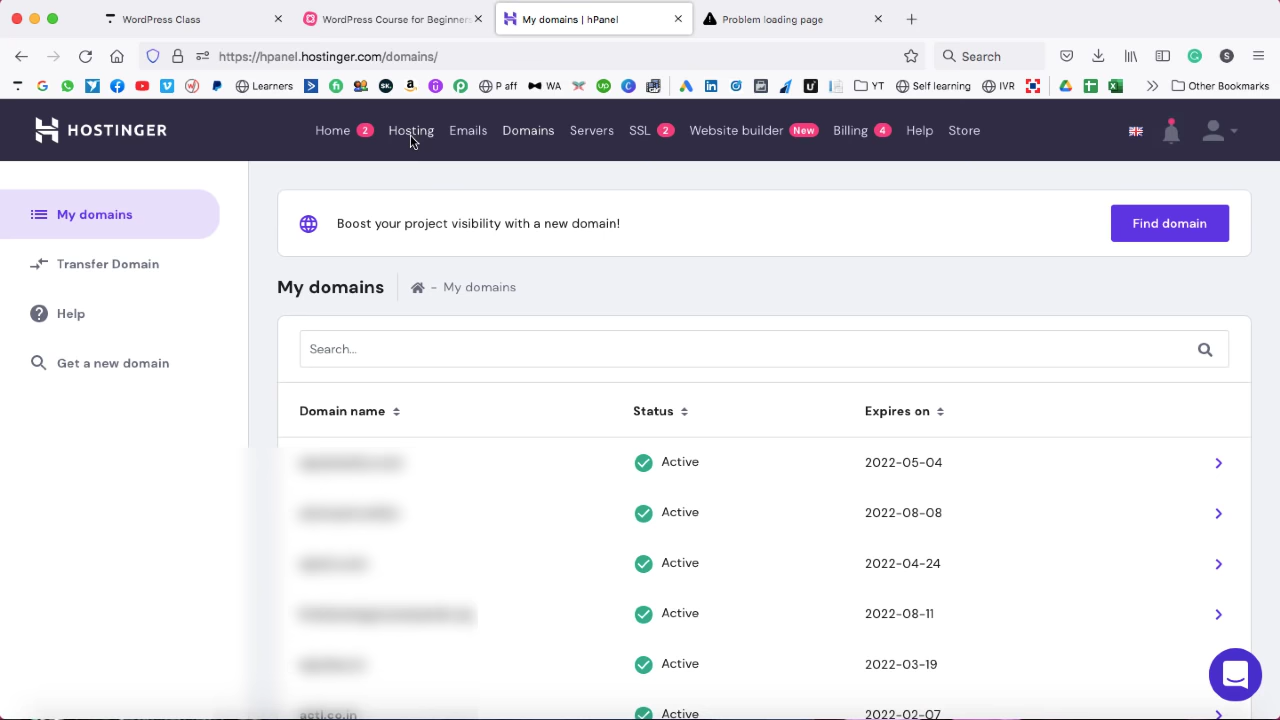 WordPress Class
WordPress Course for Beginners
My domains | hPanel
Problem loading page
https://hpanel.hostinger.com/domains/
Search
Learners
P aff
WA
YT
Self learning
IVR
Other Bookmarks
HOSTINGER
Home 2
Hosting
Emails
Domains
Servers
SSL 2
Website builder New
Billing 4
Help
Store
My domains
Transfer Domain
Help
Get a new domain
Boost your project visibility with a new domain!
Find domain
My domains
- My domains
Search...
Domain name
Status
Expires on
Active
2022-05-04
Active
2022-08-08
Active
2022-04-24
Active
2022-08-11
Active
2022-03-19
acti.co.in
Active
2022-02-07